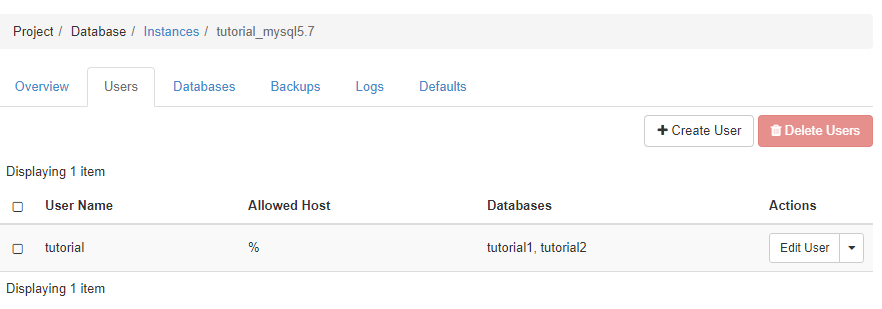 Project / Database / Instances / tutorial_mysql5.7
Overview Users Databases Backups Logs Defaults
Create User Delete Users
Displaying 1 item
User Name Allowed Host Databases Actions
tutorial % tutorial1, tutorial2 Edit User
Displaying 1 item